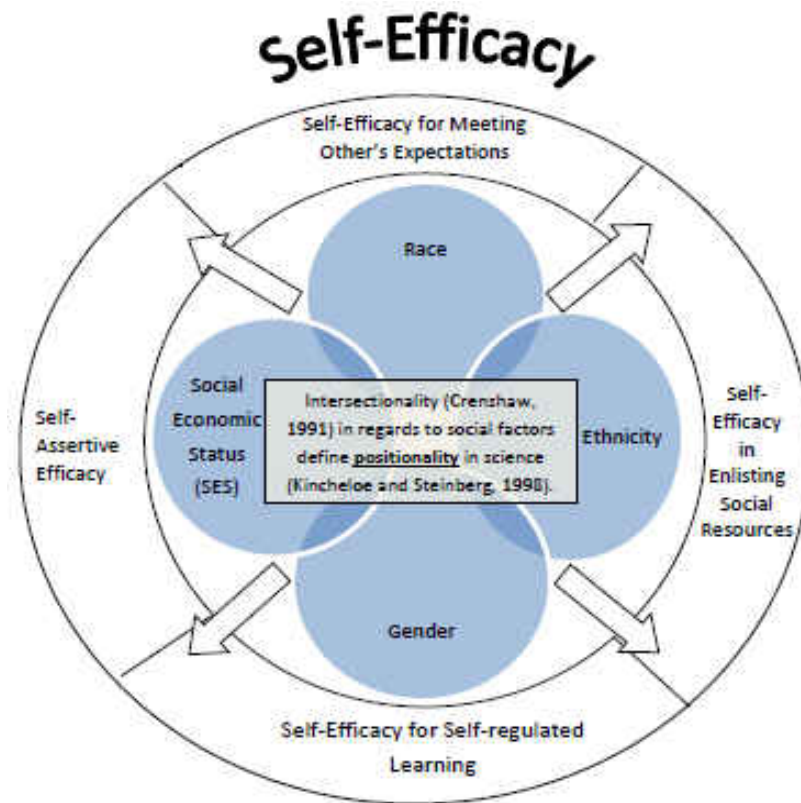 Self-Efficacy
Self-Efficacy for Meeting
Other's Expectations
Race
Social
Economic
Status
(SES)
Intersectionality (Crenshaw,
1991) in regards to social factors
define positionality in science
(Kincheloe and Steinberg, 1998).
Ethnicity
Self-
Assertive
Efficacy
Self-
Efficacy
in
Enlisting
Social
Resources
Gender
Self-Efficacy for Self-regulated
Learning